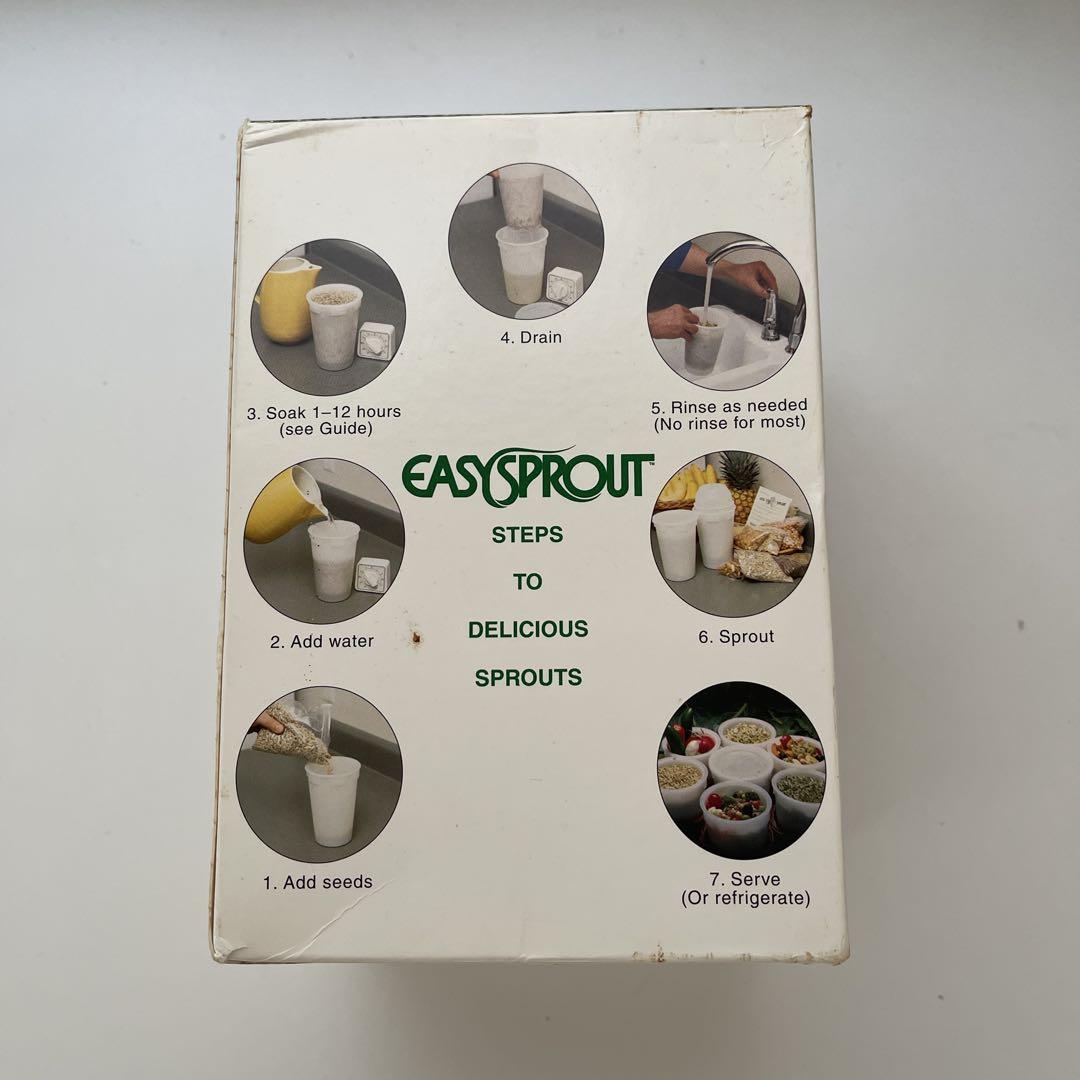 EASYSPROUT™
STEPS
TO
DELICIOUS
SPROUTS
1. Add seeds
2. Add water
3. Soak 1–12 hours
(see Guide)
4. Drain
5. Rinse as needed
(No rinse for most)
6. Sprout
7. Serve
(Or refrigerate)